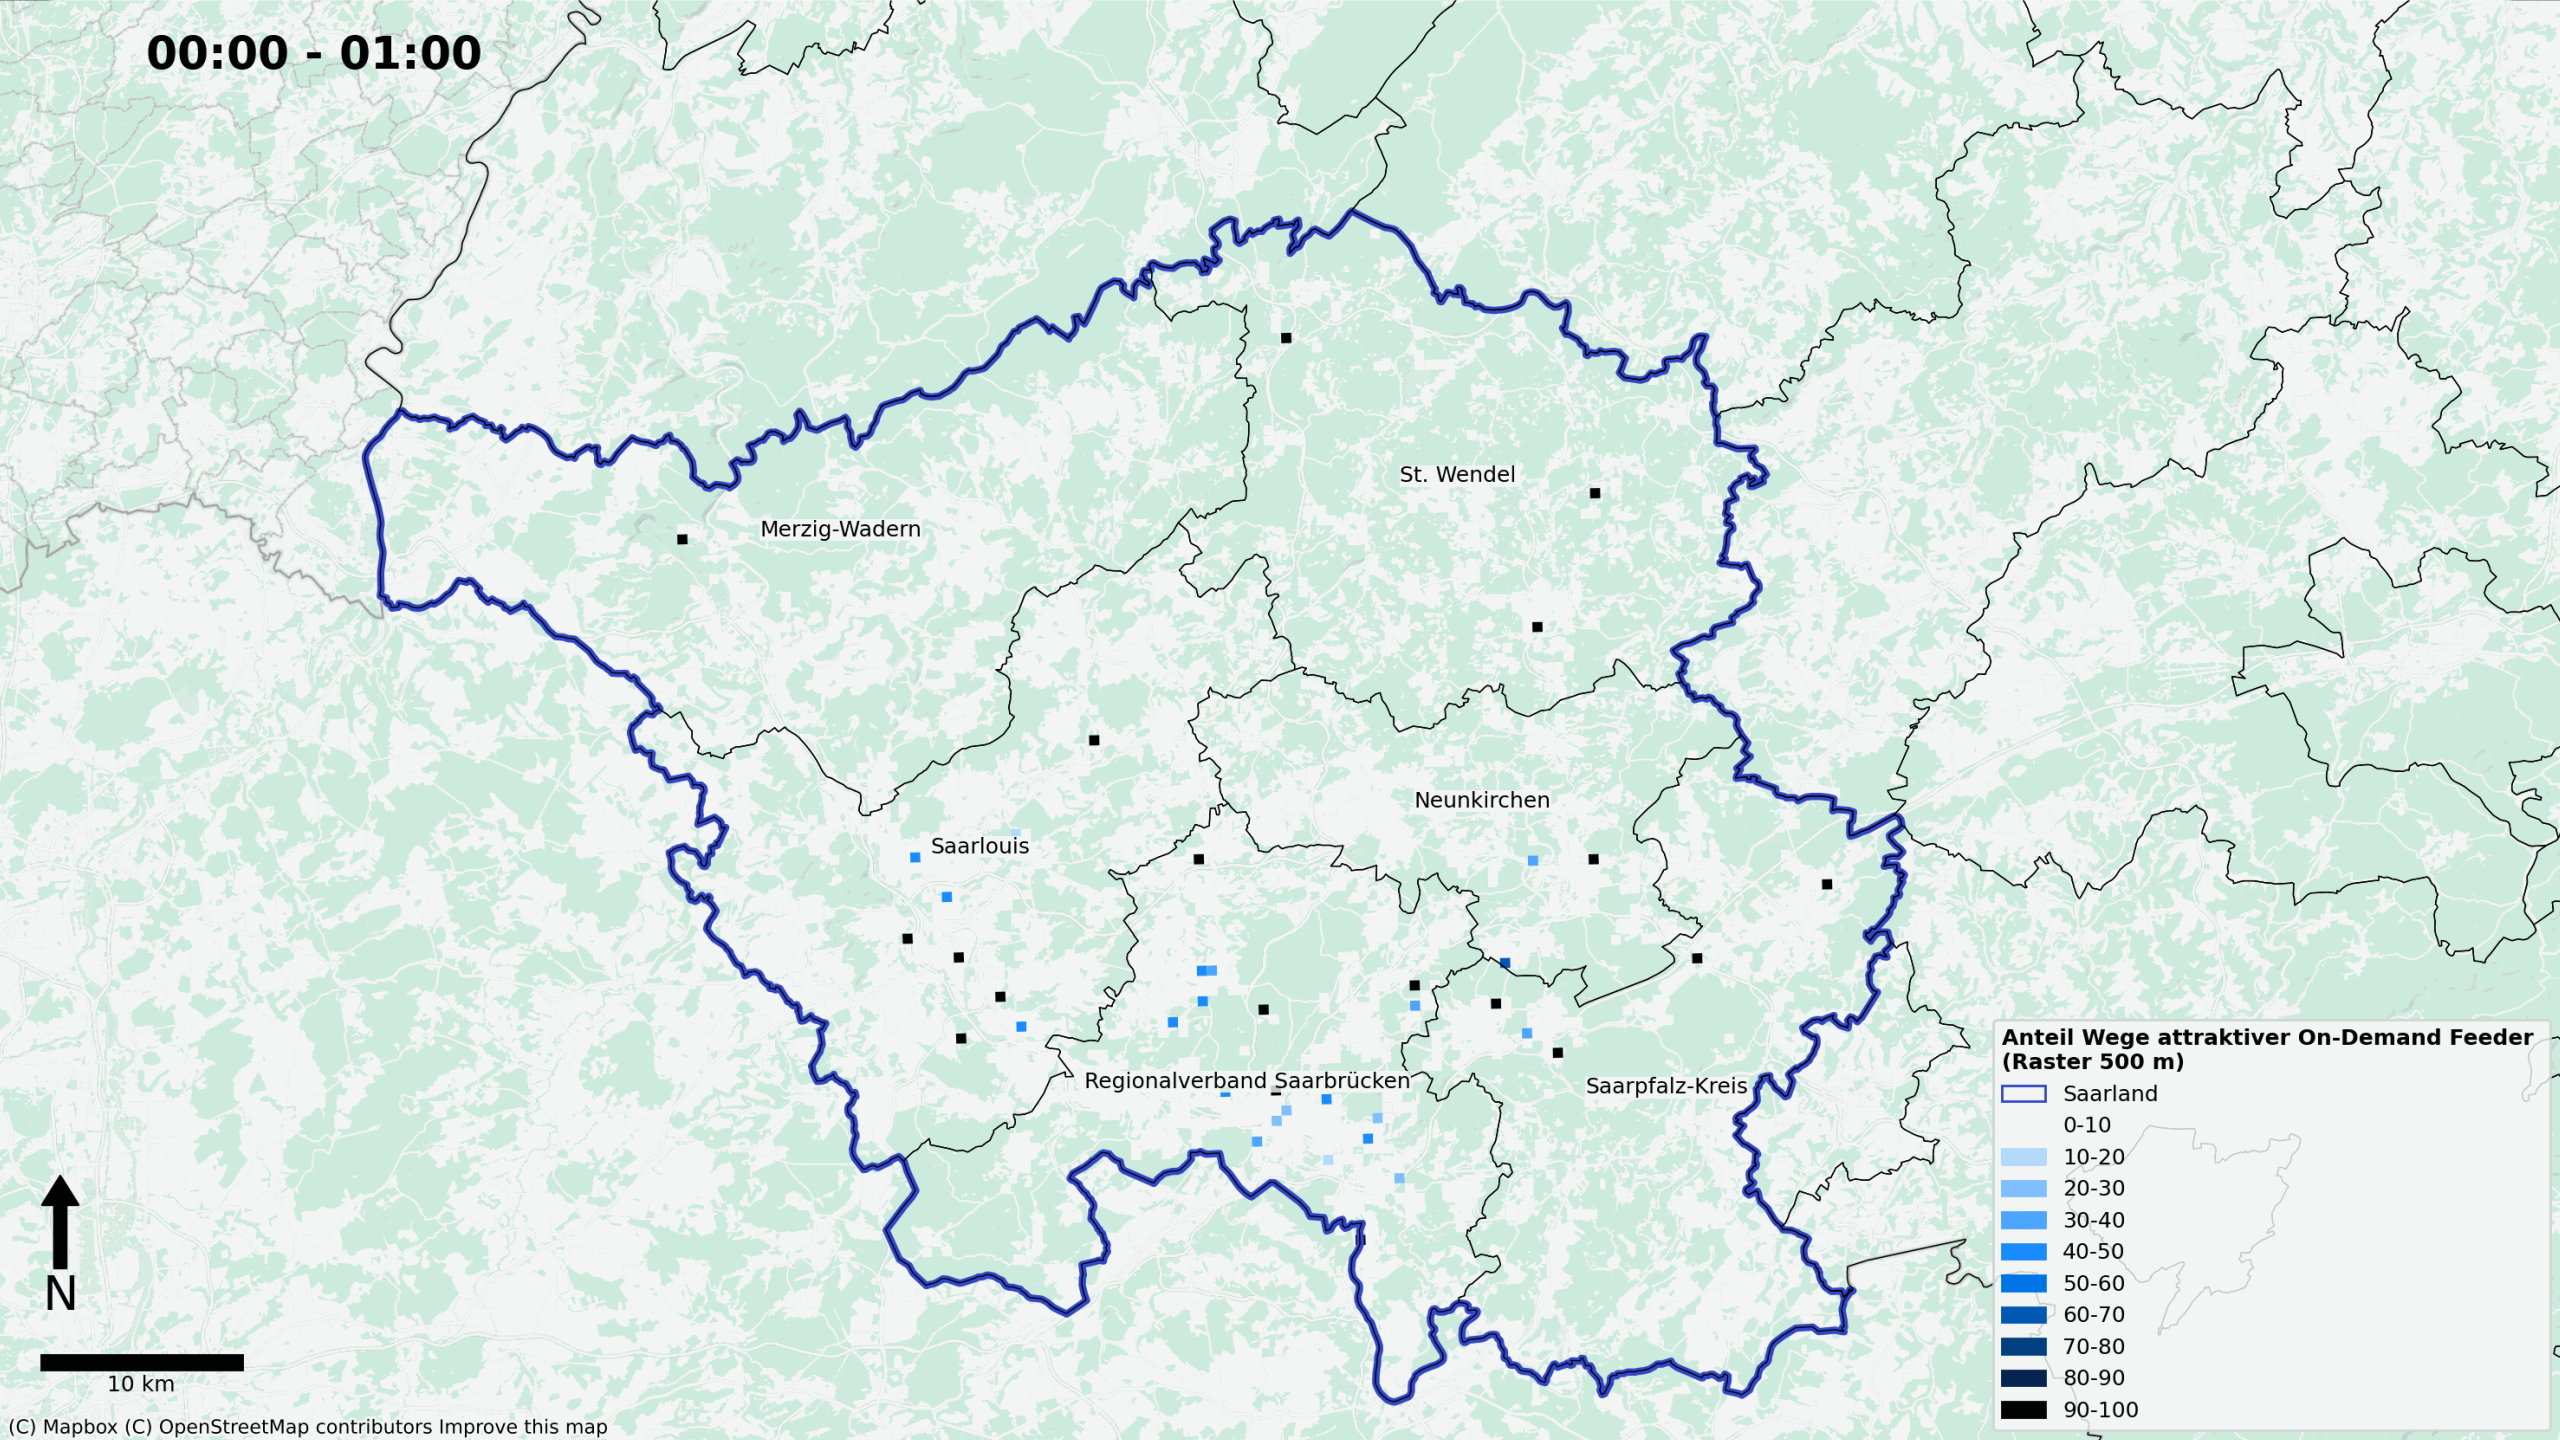 00:00 - 01:00
St. Wendel
Merzig-Wadern
Neunkirchen
Saarlouis
Regionalverband Saarbrücken
Saarpfalz-Kreis
Anteil Wege attraktiver On-Demand Feeder
(Raster 500 m)
Saarland
0-10
10-20
20-30
30-40
40-50
50-60
60-70
70-80
80-90
90-100
N
10 km
(C) Mapbox (C) OpenStreetMap contributors Improve this map